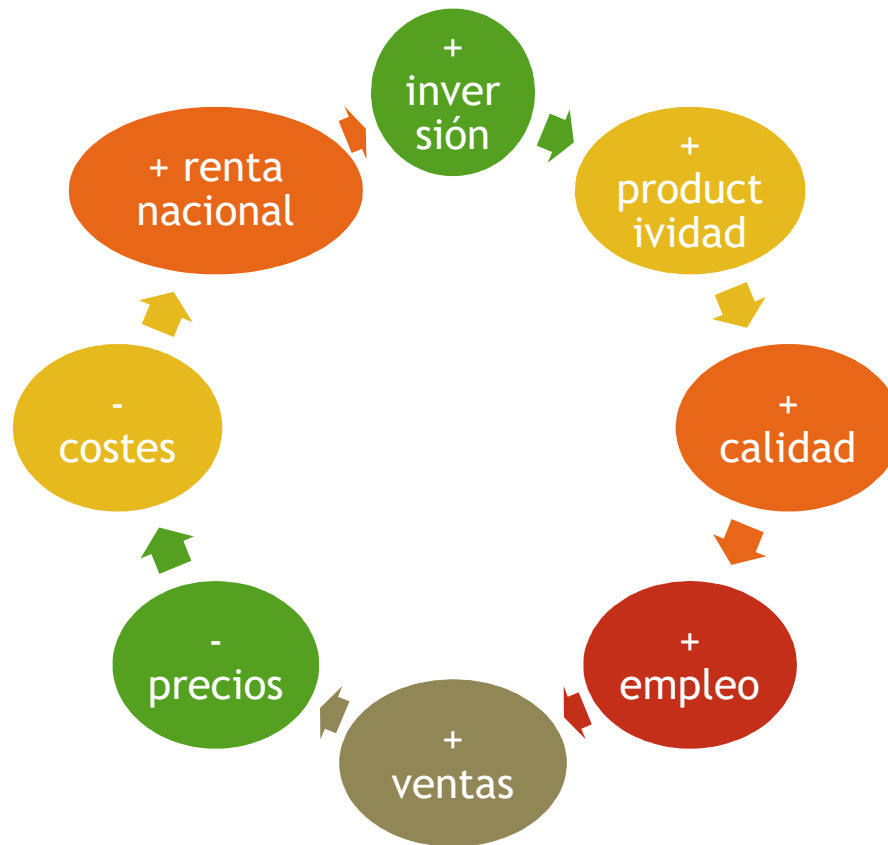 +
inver
sión
+
product
ividad
+
calidad
+
empleo
+
ventas
-
precios
-
costes
+ renta
nacional